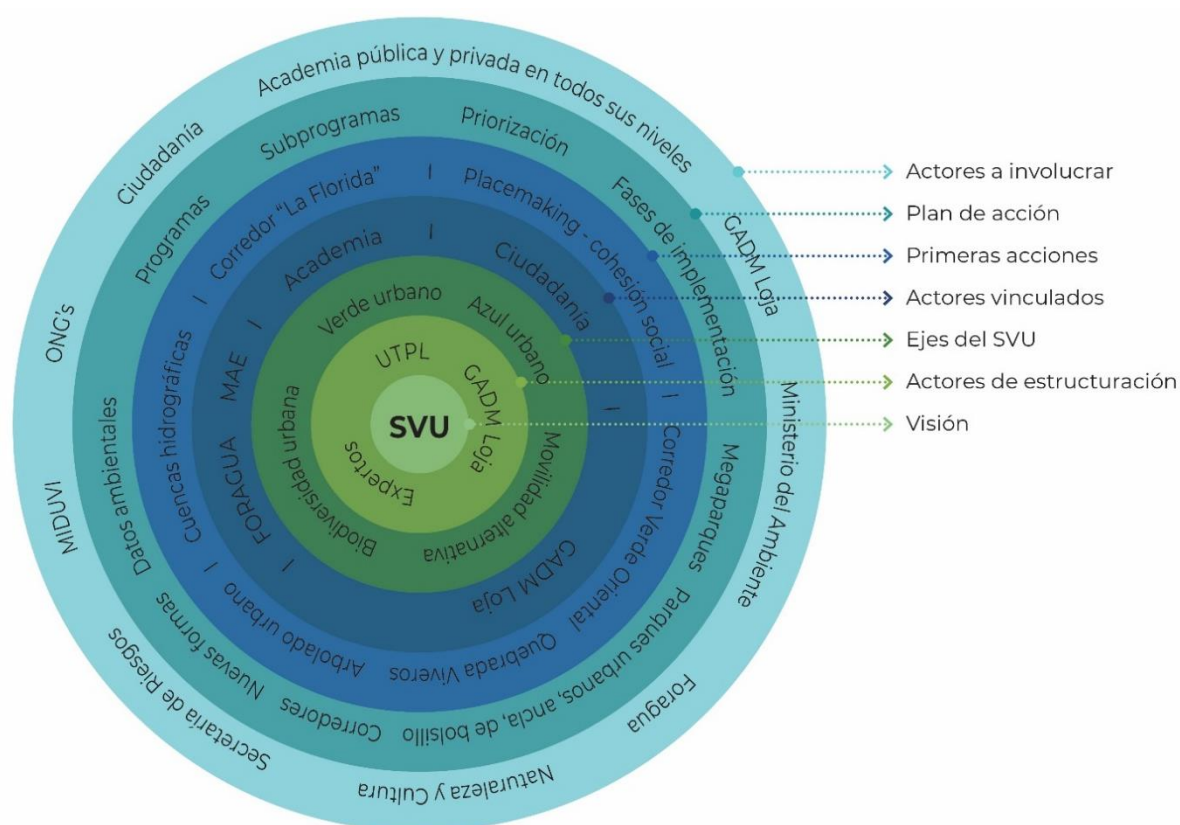 Academia pública y privada en todos sus niveles
GADM Loja
Ministerio del Ambiente
Foragua
Naturaleza y Cultura
Secretaría de Riesgos
MIDUVI
ONG's
Ciudadanía
Subprogramas
Priorización
Fases de implementación
Megaparques
Parques urbanos, ancla, de bolsillo
Corredores
Nuevas formas
Datos ambientales
Programas
Corredor "La Florida"
|
Placemaking - cohesión social
|
Corredor Verde Oriental
Quebrada Viveros
Arbolado urbano
|
Cuencas hidrográficas
|
Academia
|
Ciudadanía
|
GADM Loja
|
FORAGUA
MAE
|
Verde urbano
Azul urbano
Movilidad alternativa
Biodiversidad urbana
UTPL
GADM Loja
Expertos
SVU
Actores a involucrar
Plan de acción
Primeras acciones
Actores vinculados
Ejes del SVU
Actores de estructuración
Visión